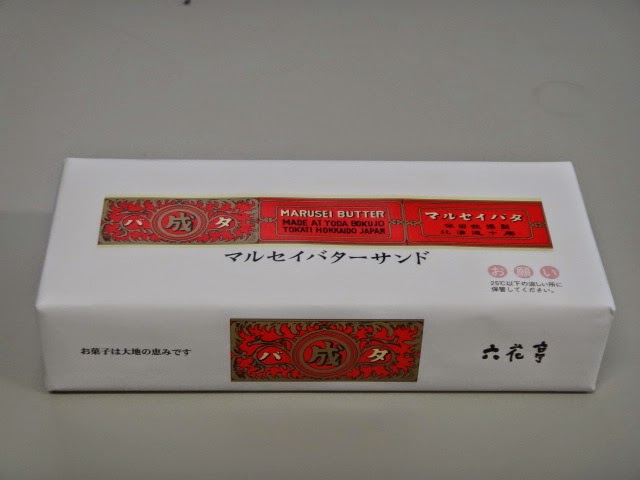 バ 成 タ
MARUSEI BUTTER
MADE AT YODA BOKUJO
TOKATI HOKKAIDO JAPAN
マルセイバタ
マルセイバターサンド
お願い
25℃以下の涼しい所に
保管してください。
お菓子は大地の恵みです
バ 成 タ
六花亭